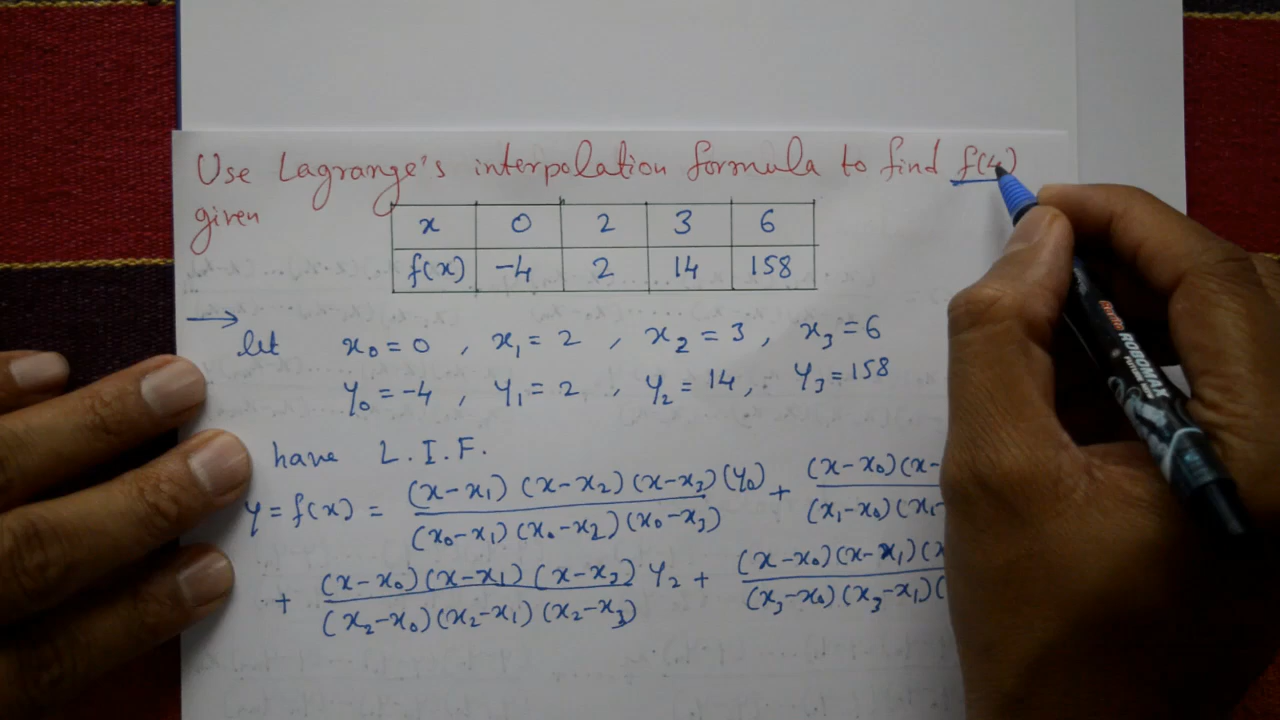 Use Lagrange's interpolation formula to find f(4)
given
x 0 2 3 6
f(x) -4 2 14 158
→ let x₀ = 0 , x₁ = 2 , x₂ = 3 , x₃ = 6
y₀ = -4 , y₁ = 2 , y₂ = 14 , y₃ = 158
have L.I.F.
y = f(x) = (x-x₁) (x-x₂) (x-x₃) (y₀) / (x₀-x₁) (x₀-x₂) (x₀-x₃) + (x-x₀)(x- / (x₁-x₀)(x₁-
+ (x-x₀)(x-x₁)(x-x₃) / (x₂-x₀)(x₂-x₁)(x₂-x₃) y₂ + (x-x₀)(x-x₁)(x / (x₃-x₀)(x₃-x₁)(
ROBOMAX